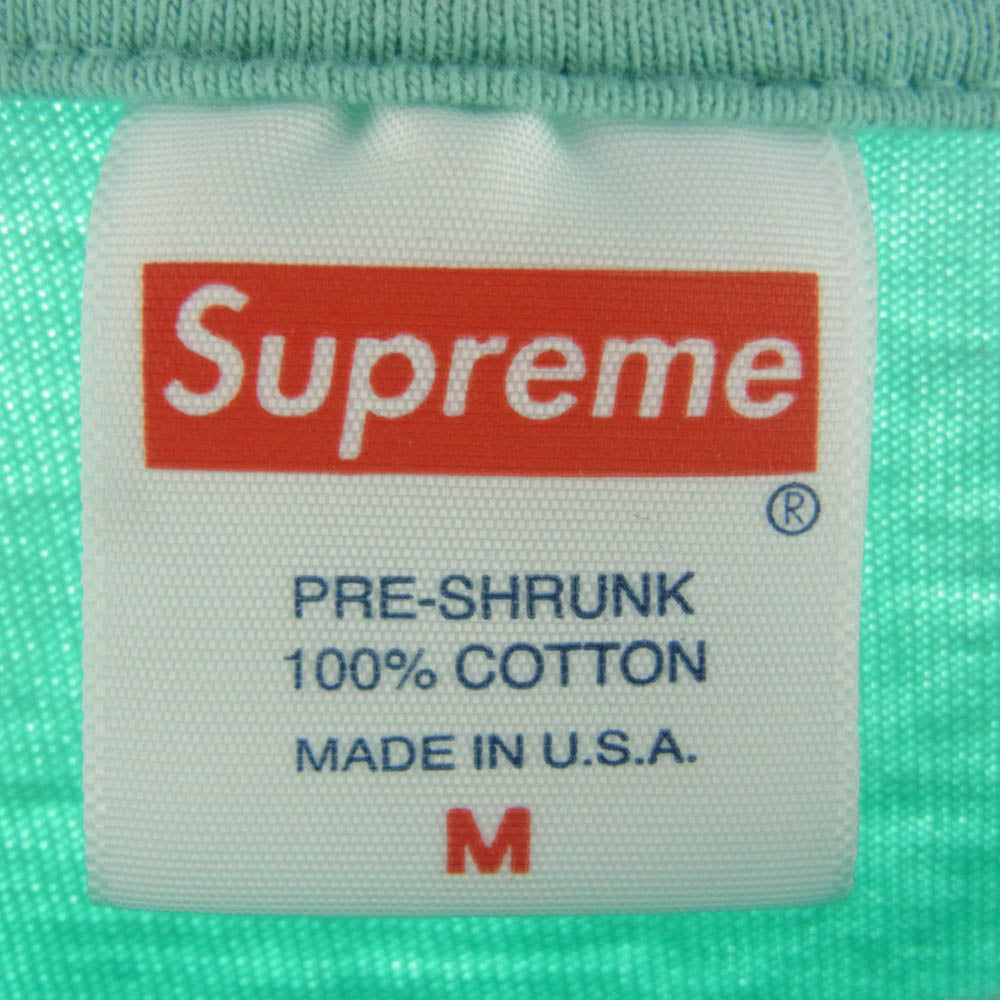 Supreme
®
PRE-SHRUNK
100% COTTON
MADE IN U.S.A.
M